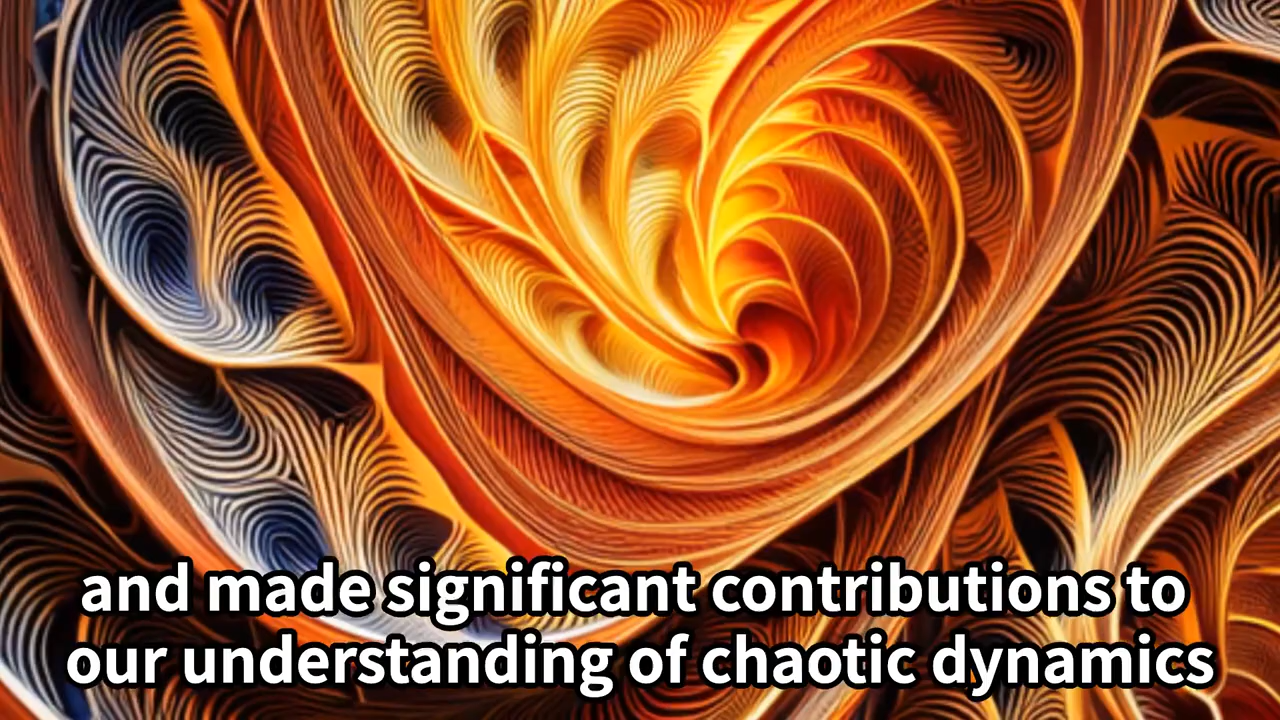 and made significant contributions to
our understanding of chaotic dynamics